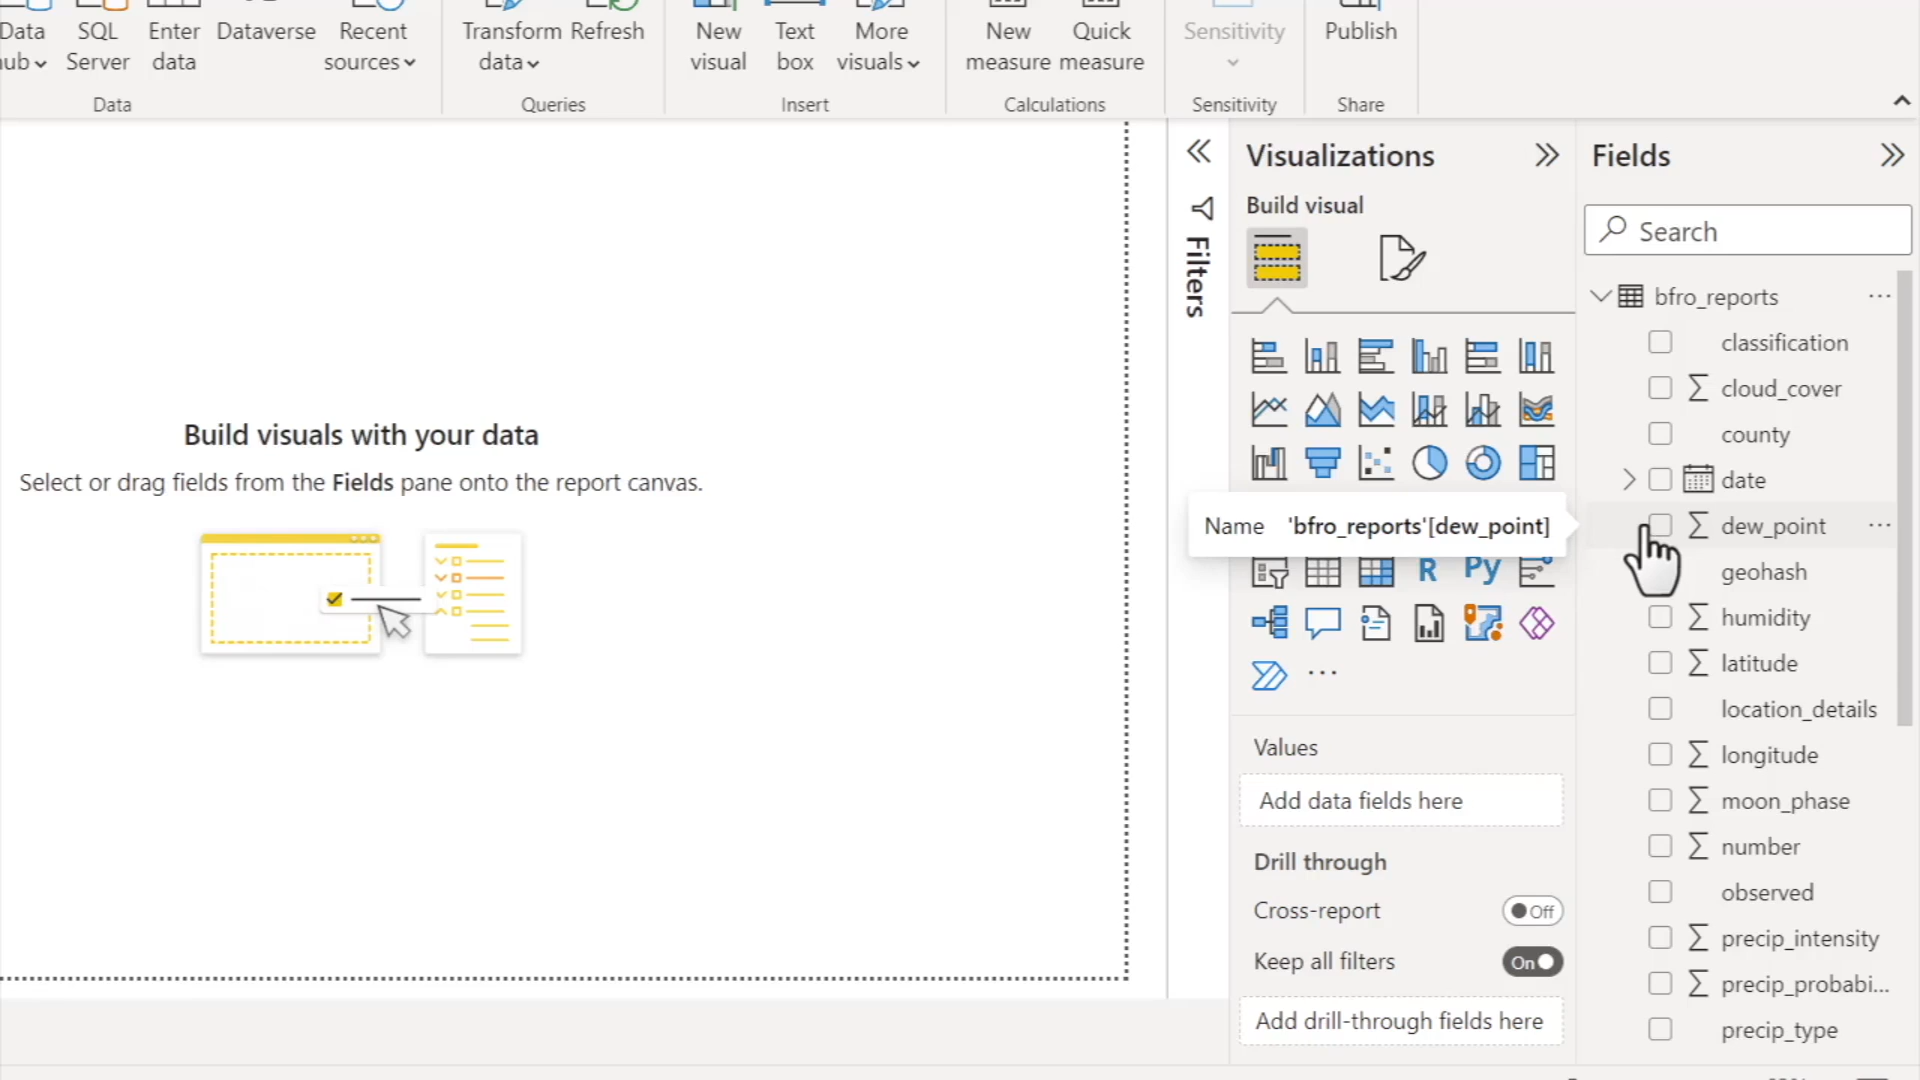 Data SQL Enter Dataverse Recent Transform Refresh New Text More New Quick Sensitivity Publish
Server data sources data visual box visuals measure measure
Data Queries Insert Calculations Sensitivity Share
Visualizations
Build visual
Filters
Build visuals with your data
Select or drag fields from the Fields pane onto the report canvas.
Name 'bfro_reports'[dew_point]
R Py
Values
Add data fields here
Drill through
Cross-report Off
Keep all filters On
Add drill-through fields here
Fields
Search
bfro_reports
classification
cloud_cover
county
date
dew_point
geohash
humidity
latitude
location_details
longitude
moon_phase
number
observed
precip_intensity
precip_probabi...
precip_type